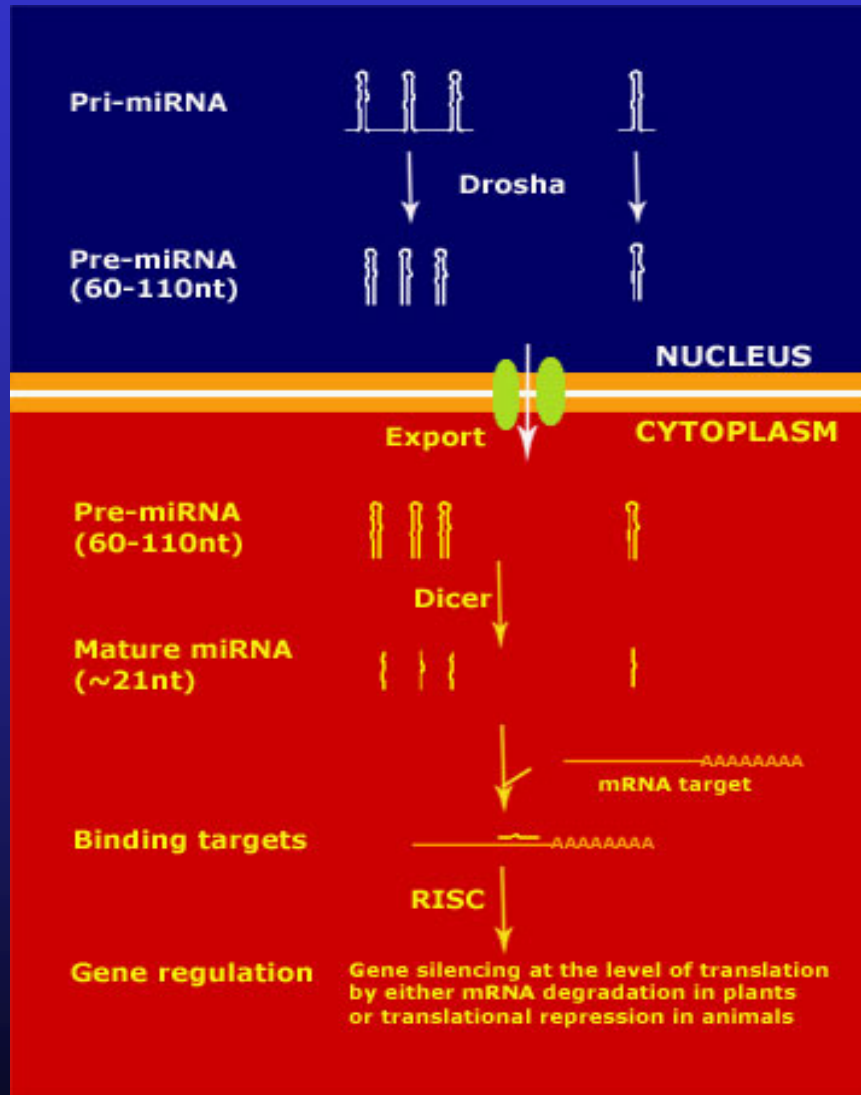 Pri-miRNA
Drosha
Pre-miRNA
(60-110nt)
NUCLEUS
Export
CYTOPLASM
Pre-miRNA
(60-110nt)
Dicer
Mature miRNA
(~21nt)
AAAAAAAA
mRNA target
Binding targets
AAAAAAAA
RISC
Gene regulation
Gene silencing at the level of translation
by either mRNA degradation in plants
or translational repression in animals